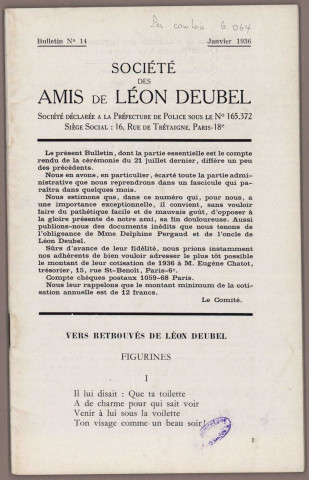 Bulletin N° 14
Janvier 1936
SOCIÉTÉ
DES
AMIS DE LÉON DEUBEL
SOCIÉTÉ DÉCLARÉE A LA PRÉFECTURE DE POLICE SOUS LE N° 165.372
SIÈGE SOCIAL : 16, RUE DE TRÉTAIGNE, PARIS-18e
Le présent Bulletin, dont la partie essentielle est le compte
rendu de la cérémonie du 21 juillet dernier, diffère un peu
des précédents.
Nous en avons, en particulier, écarté toute la partie admi-
nistrative que nous reprendrons dans un fascicule qui pa-
raîtra dans quelques mois.
Nous estimons que, dans ce numéro qui, pour nous, a
une importance exceptionnelle, il convient, sans vouloir
faire du pathétique facile et de mauvais goût, d'opposer à
la gloire présente de notre ami, sa fin douloureuse. Aussi
publions-nous des documents inédits que nous tenons de
l'obligeance de Mme Delphine Pergaud et de l'oncle de
Léon Deubel.
Sûrs d'avance de leur fidélité, nous prions instamment
nos adhérents de bien vouloir adresser le plus tôt possible
le montant de leur cotisation de 1936 à M. Eugène Chatot,
trésorier, 15, rue St-Benoît, Paris-6e.
Compte chèques postaux 1059-68 Paris.
Nous leur rappelons que le montant minimum de la coti-
sation annuelle est de 12 francs.
Le Comité.
VERS RETROUVÉS DE LÉON DEUBEL
FIGURINES
I
Il lui disait : Que ta toilette
A de charme pour qui sait voir
Venir à lui sous la voilette
Ton visage comme un beau soir !
1